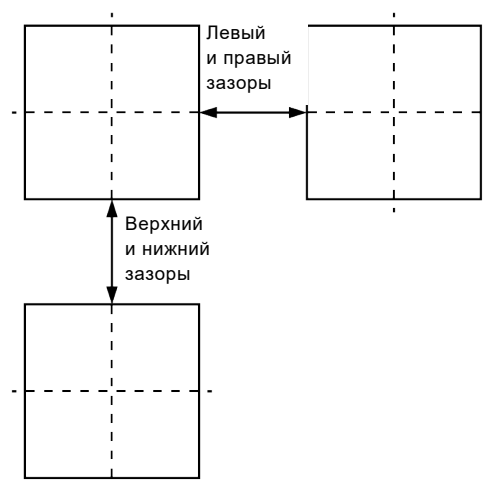 Левый
и правый
зазоры
Верхний
и нижний
зазоры